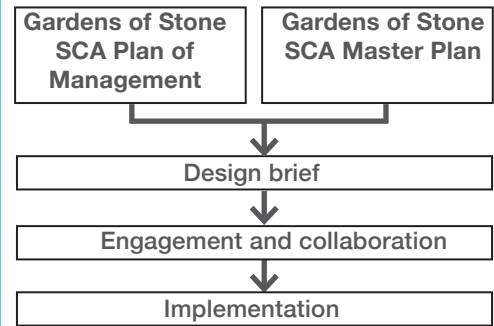 Gardens of Stone
SCA Plan of
Management
Gardens of Stone
SCA Master Plan
Design brief
Engagement and collaboration
Implementation